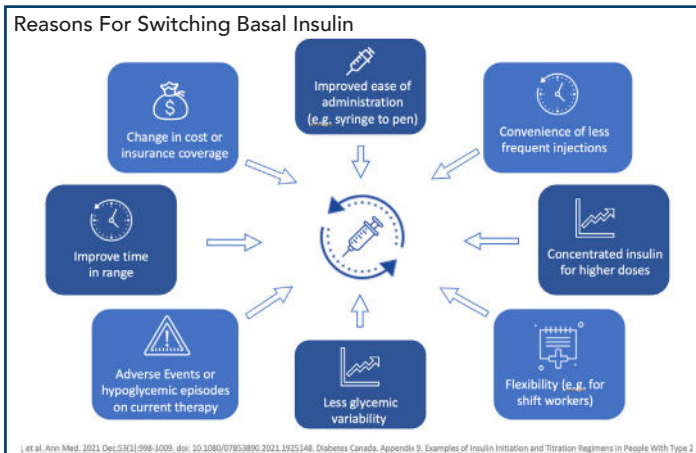 Reasons For Switching Basal Insulin
Improved ease of
administration
(e.g. syringe to pen)
$
Change in cost or
insurance coverage
Convenience of less
frequent injections
Improve time
in range
Concentrated insulin
for higher doses
Adverse Events or
hypoglycemic episodes
on current therapy
Less glycemic
variability
Flexibility (e.g. for
shift workers)
, et al. Ann Med. 2021 Dec;53(1):998-1009. doi: 10.1080/07853890.2021.1925148. Diabetes Canada. Appendix 9. Examples of Insulin Initiation and Titration Regimens in People With Type 2